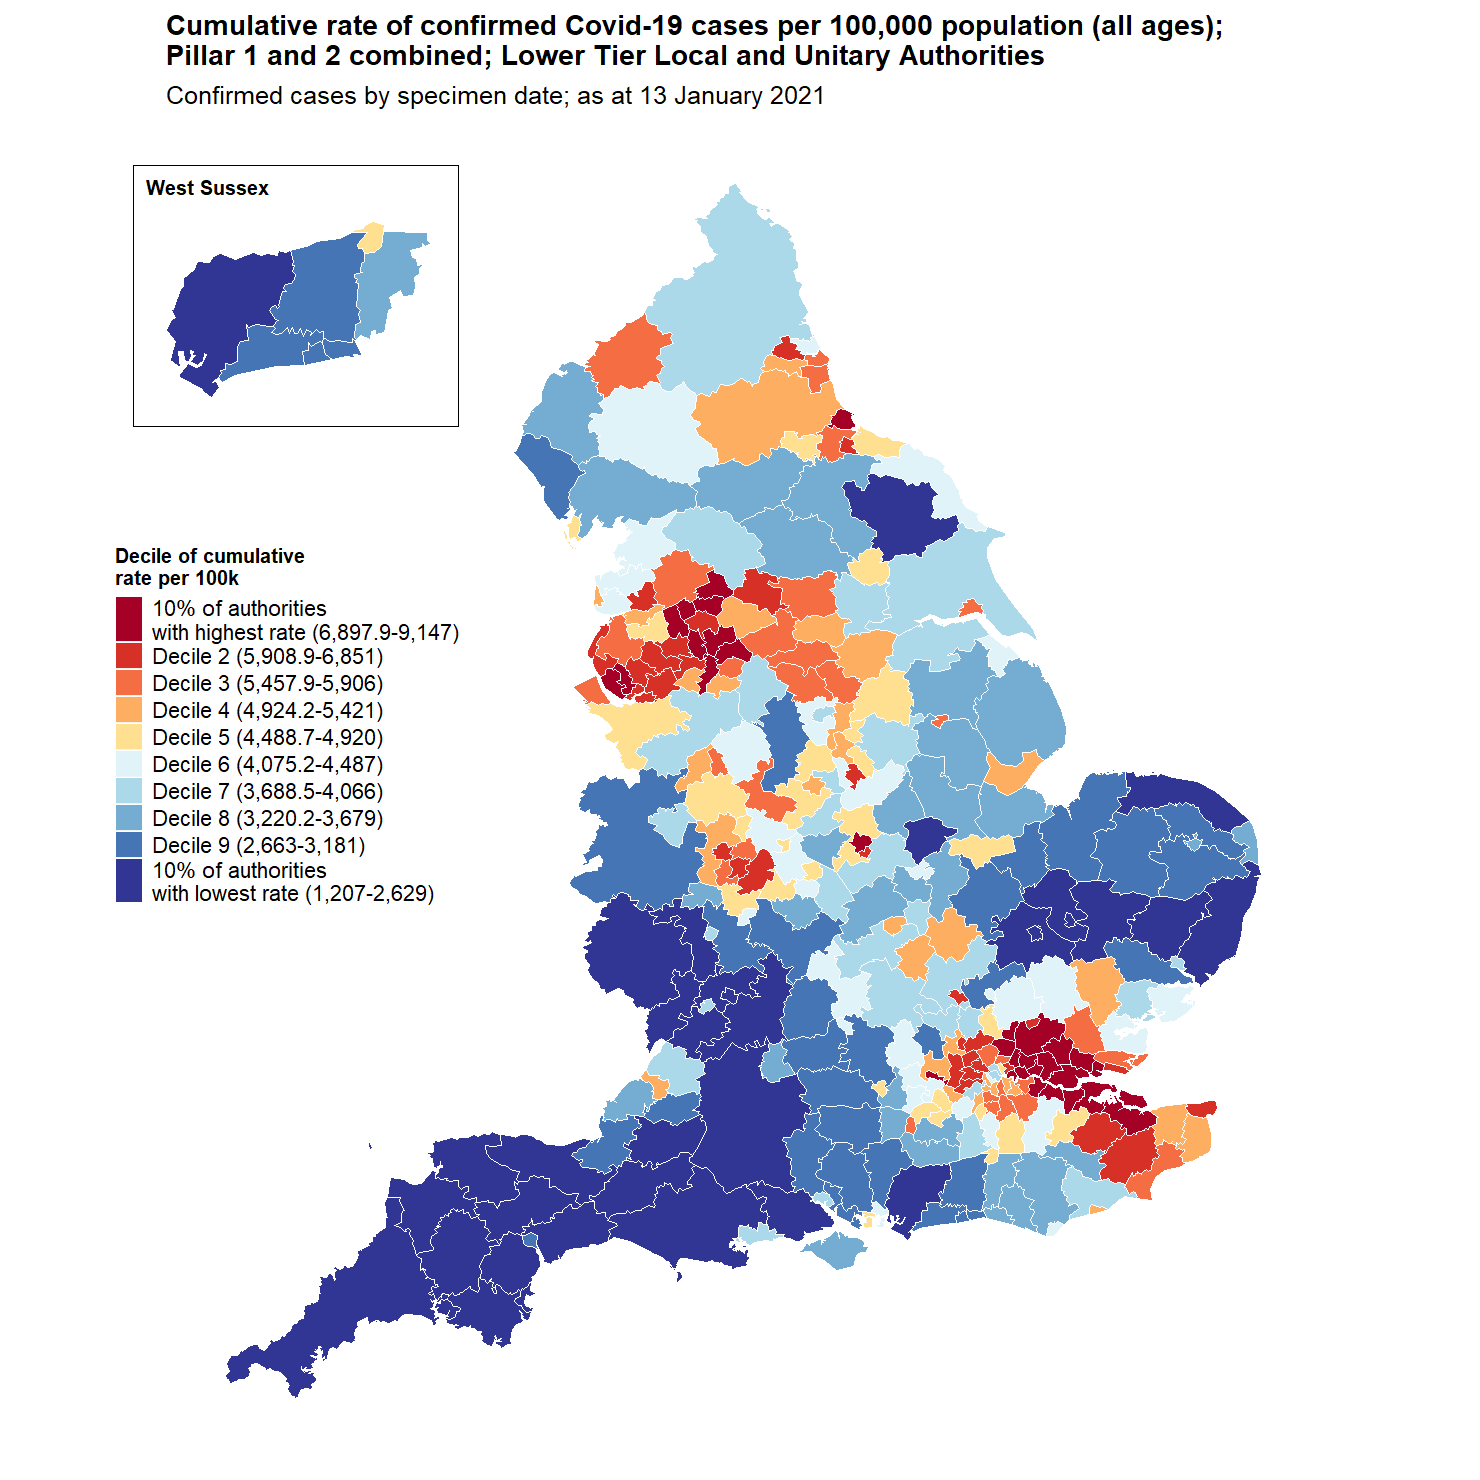 Cumulative rate of confirmed Covid-19 cases per 100,000 population (all ages);
Pillar 1 and 2 combined; Lower Tier Local and Unitary Authorities
Confirmed cases by specimen date; as at 13 January 2021
West Sussex
Decile of cumulative
rate per 100k
10% of authorities
with highest rate (6,897.9-9,147)
Decile 2 (5,908.9-6,851)
Decile 3 (5,457.9-5,906)
Decile 4 (4,924.2-5,421)
Decile 5 (4,488.7-4,920)
Decile 6 (4,075.2-4,487)
Decile 7 (3,688.5-4,066)
Decile 8 (3,220.2-3,679)
Decile 9 (2,663-3,181)
10% of authorities
with lowest rate (1,207-2,629)